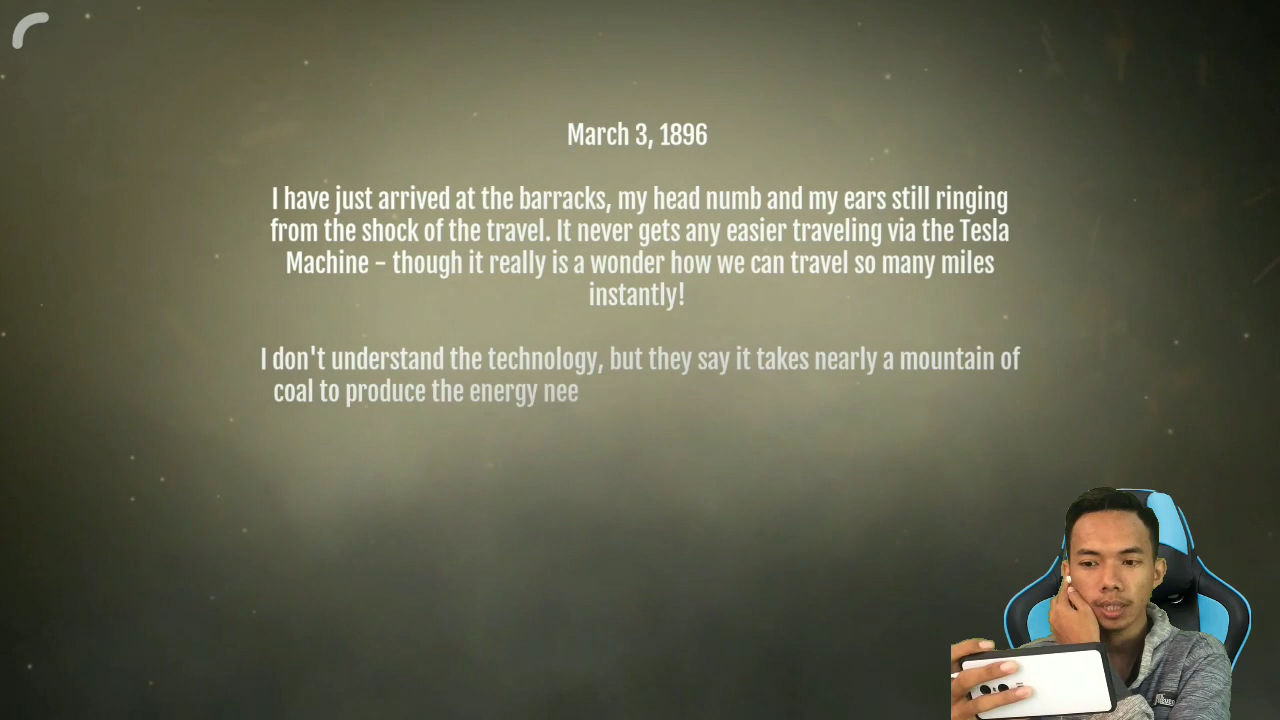 March 3, 1896
I have just arrived at the barracks, my head numb and my ears still ringing
from the shock of the travel. It never gets any easier traveling via the Tesla
Machine - though it really is a wonder how we can travel so many miles
instantly!
I don't understand the technology, but they say it takes nearly a mountain of
coal to produce the energy nee